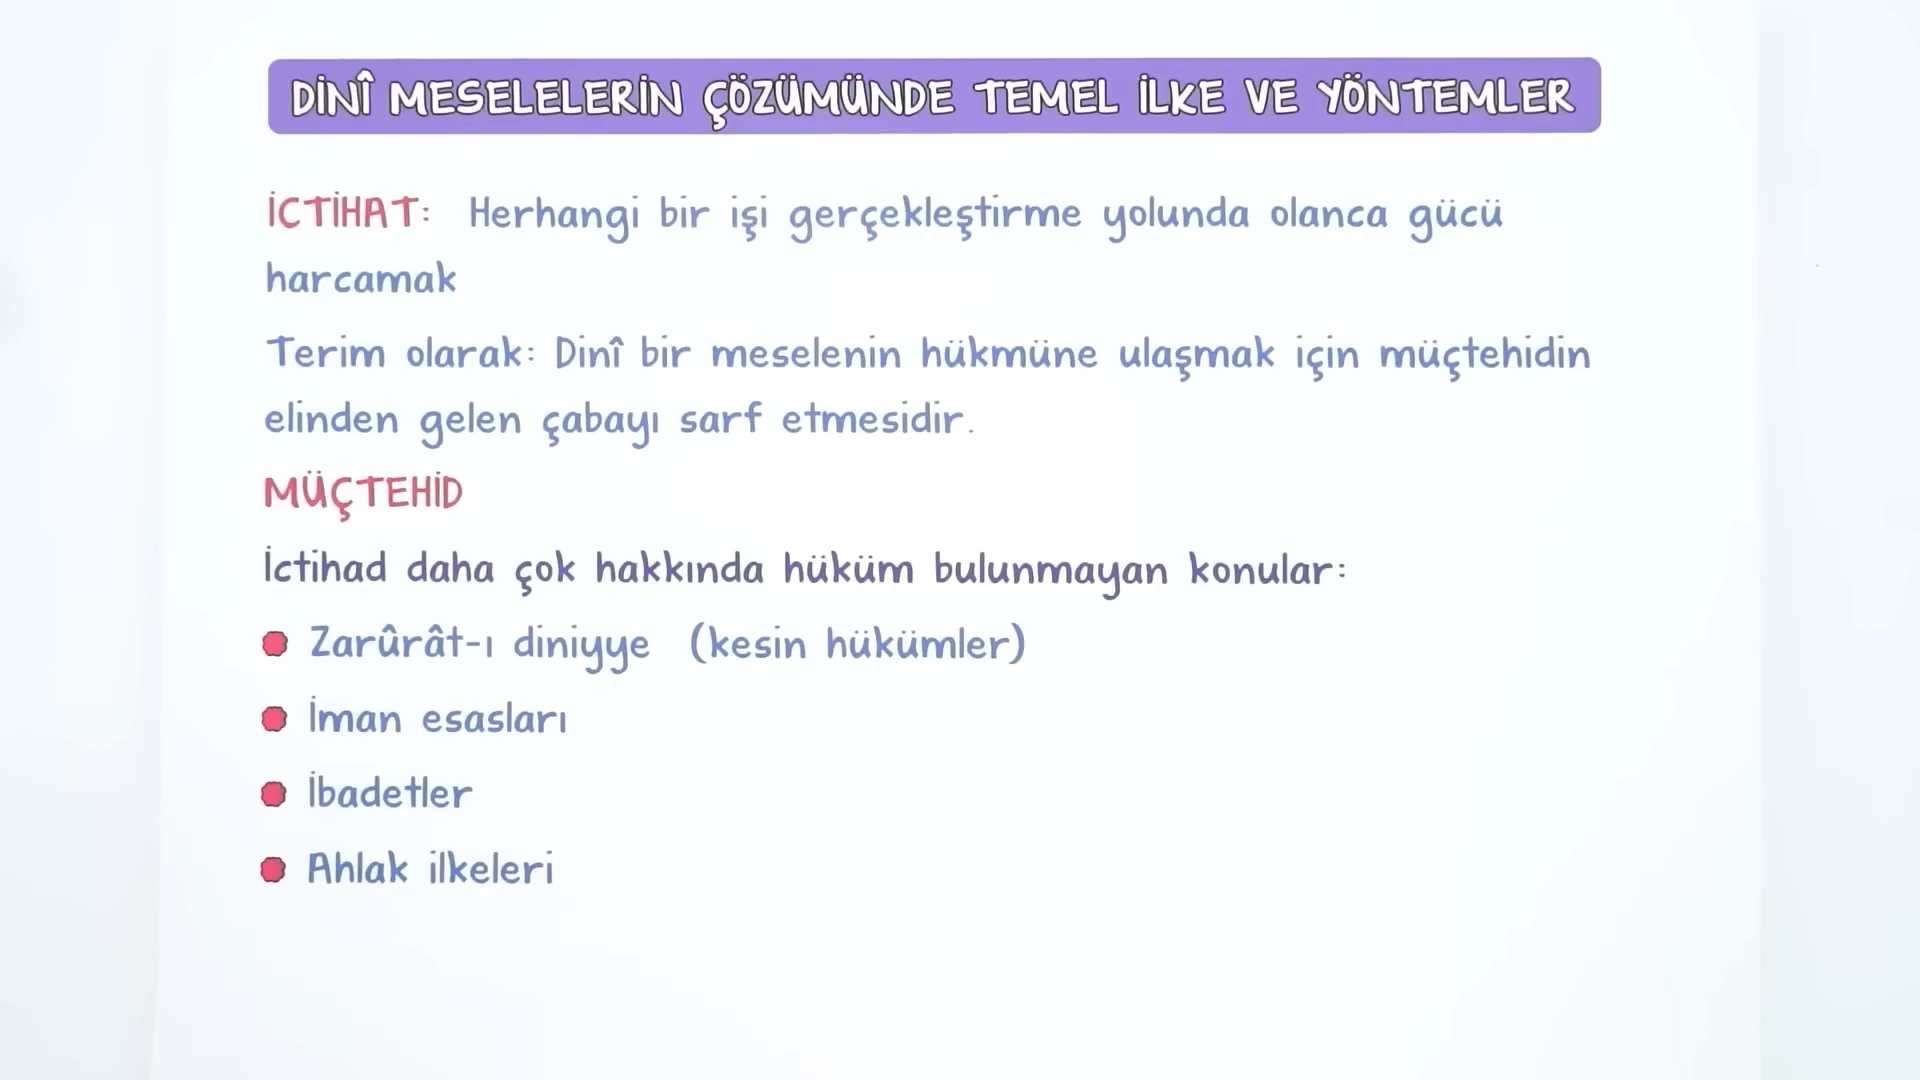 DİNÎ MESELELERİN ÇÖZÜMÜNDE TEMEL İLKE VE YÖNTEMLER
İCTİHAT: Herhangi bir işi gerçekleştirme yolunda olanca gücü
harcamak
Terim olarak: Dinî bir meselenin hükmüne ulaşmak için müçtehidin
elinden gelen çabayı sarf etmesidir.
MÜÇTEHİD
İctihad daha çok hakkında hüküm bulunmayan konular:
Zarûrât-ı diniyye (kesin hükümler)
İman esasları
İbadetler
Ahlak ilkeleri